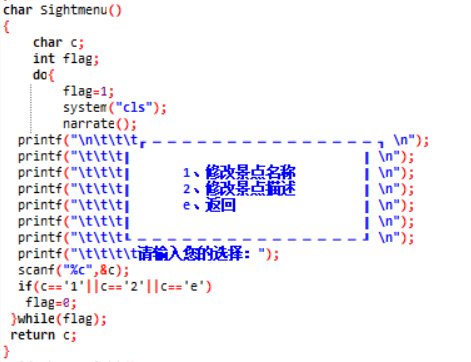 char Sightmenu()
{
char c;
int flag;
do{
flag=1;
system("cls");
narrate();
printf("\n\t\t\t┏ — — — — — — — — — — — — — — — ┓ \n");
printf("\t\t\t┃ ┃ \n");
printf("\t\t\t┃ 1、修改景点名称 ┃ \n");
printf("\t\t\t┃ 2、修改景点描述 ┃ \n");
printf("\t\t\t┃ e、返回 ┃ \n");
printf("\t\t\t┃ ┃ \n");
printf("\t\t\t┗ — — — — — — — — — — — — — — — ┛ \n");
printf("\t\t\t\t请输入您的选择: ");
scanf("%c",&c);
if(c=='1'||c=='2'||c=='e')
flag=0;
}while(flag);
return c;
}